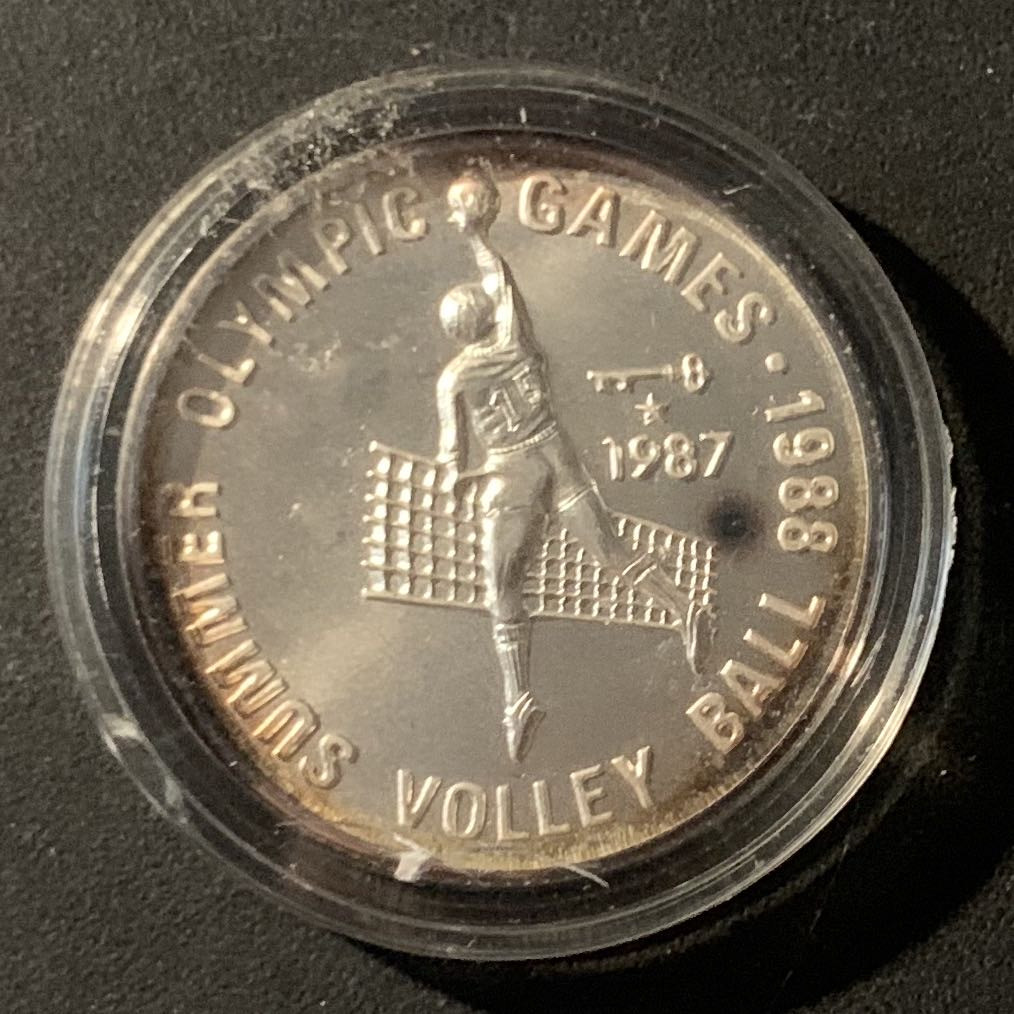 SUMMER OLYMPIC GAMES · 1988
1987
VOLLEY BALL